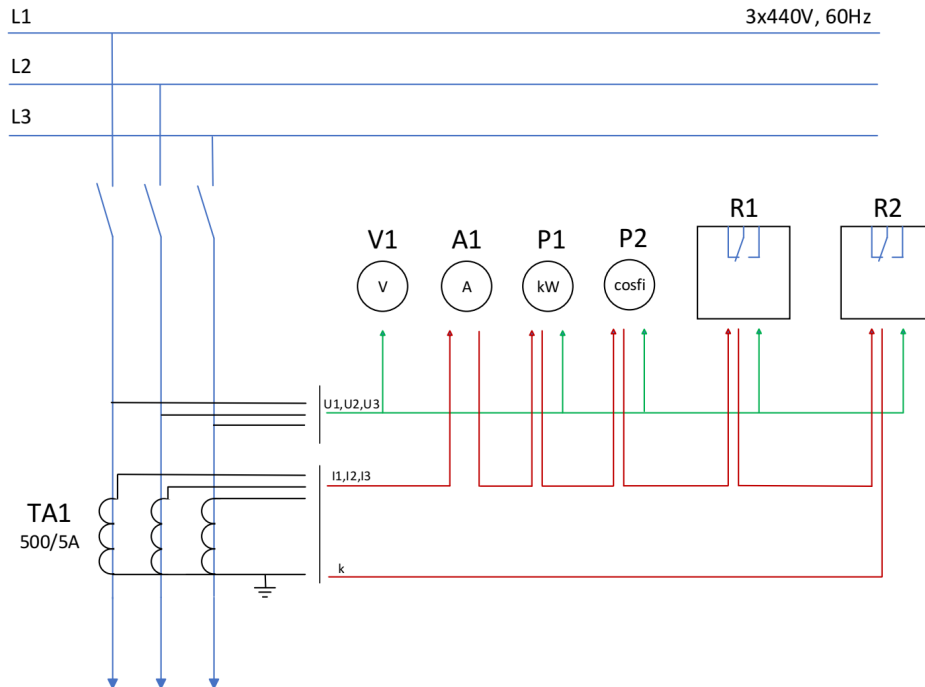 L1
3x440V, 60Hz
L2
L3
R1
R2
V1
A1
P1
P2
V
A
kW
cosfi
U1,U2,U3
I1,I2,I3
TA1
500/5A
k